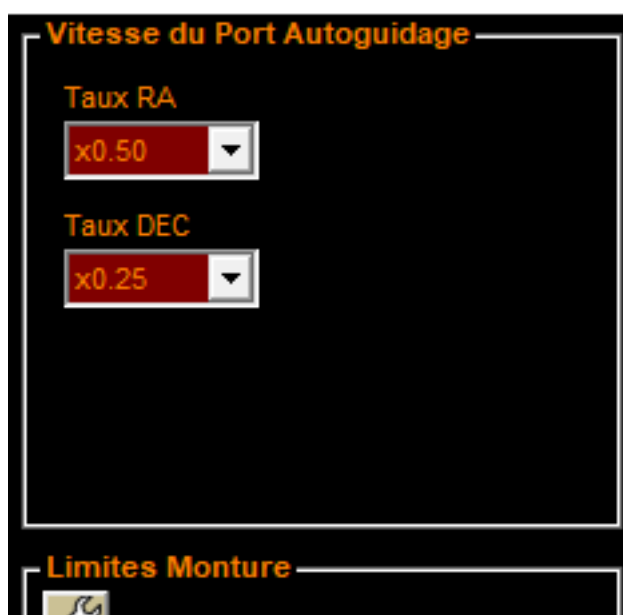 Vitesse du Port Autoguidage
Taux RA
x0.50
Taux DEC
x0.25
Limites Monture